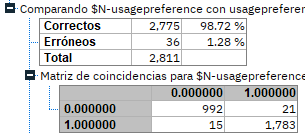 Comparando $N-usagepreference con usageprefer
Correctos 2,775 98.72 %
Erróneos 36 1.28 %
Total 2,811
Matriz de coincidencias para $N-usagepreference
0.000000 1.000000
0.000000 992 21
1.000000 15 1,783